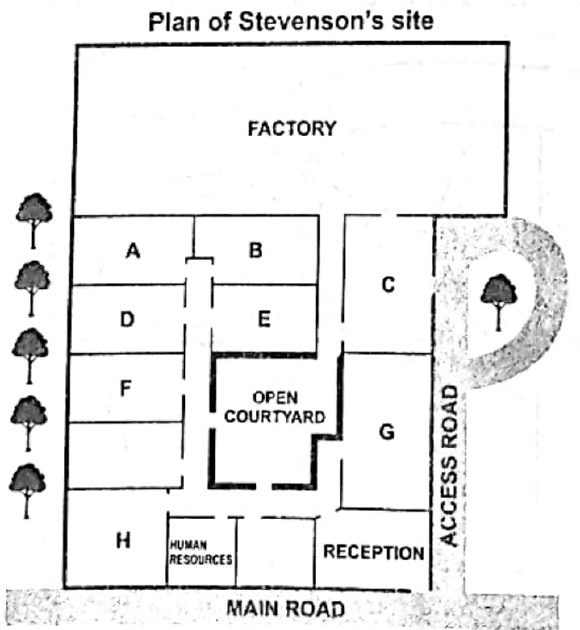 Plan of Stevenson's site
FACTORY
A
B
C
D
E
F
OPEN
COURTYARD
G
ACCESS ROAD
H
HUMAN
RESOURCES
RECEPTION
MAIN ROAD